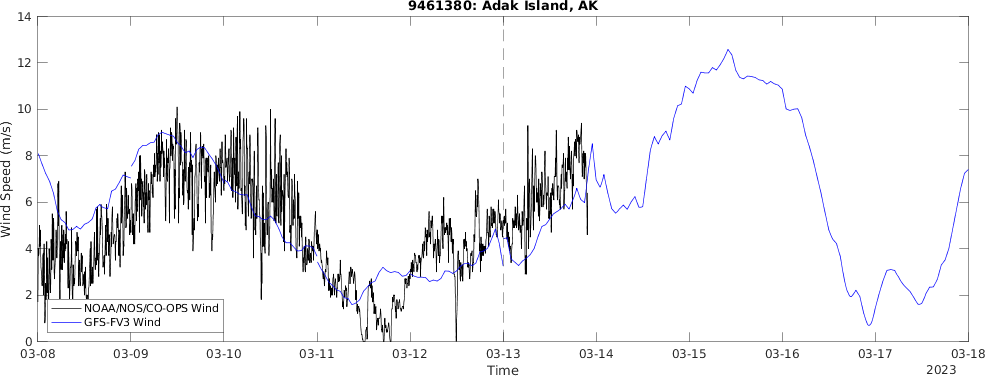 9461380: Adak Island, AK
Wind Speed (m/s)
14
12
10
8
6
4
2
0
NOAA/NOS/CO-OPS Wind
GFS-FV3 Wind
03-08 03-09 03-10 03-11 03-12 03-13 03-14 03-15 03-16 03-17 03-18
Time
2023